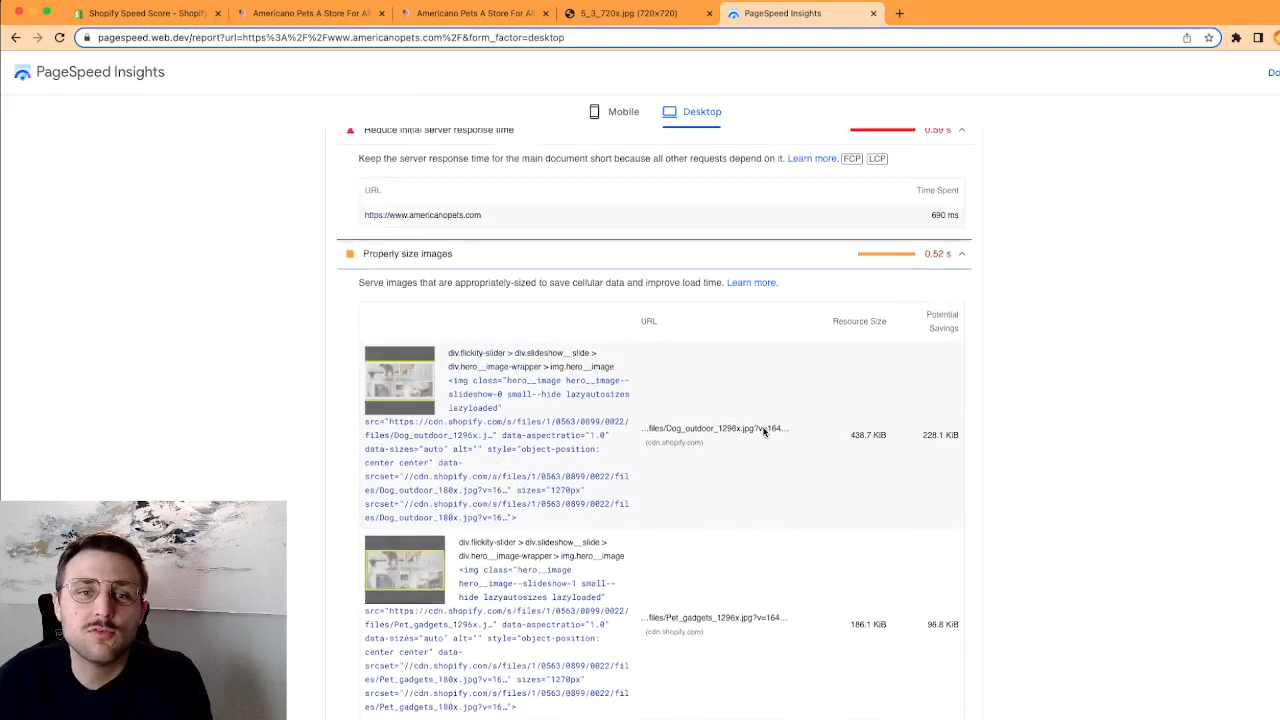 Shopify Speed Score - Shopify
Americano Pets A Store For All
Americano Pets A Store For All
5_3_720x.jpg (720×720)
PageSpeed Insights
pagespeed.web.dev/report?url=https%3A%2F%2Fwww.americanopets.com%2F&form_factor=desktop
PageSpeed Insights
Do
Mobile
Desktop
Reduce initial server response time
0.59 s
Keep the server response time for the main document short because all other requests depend on it. Learn more. FCP LCP
URL
Time Spent
https://www.americanopets.com
690 ms
Properly size images
0.52 s
Serve images that are appropriately-sized to save cellular data and improve load time. Learn more.
URL
Resource Size
Potential
Savings
div.flickity-slider > div.slideshow__slide >
div.hero__image-wrapper > img.hero__image
<img class="hero__image hero__image--
slideshow-0 small--hide lazyautosizes
lazyloaded"
src="https://cdn.shopify.com/s/files/1/0563/0899/0022/
files/Dog_outdoor_1296x.j…" data-aspectratio="1.0"
data-sizes="auto" alt="" style="object-position:
center center" data-
srcset="//cdn.shopify.com/s/files/1/0563/0899/0022/fil
es/Dog_outdoor_180x.jpg?v=16…" sizes="1270px"
srcset="//cdn.shopify.com/s/files/1/0563/0899/0022/fil
es/Dog_outdoor_180x.jpg?v=16…">
…files/Dog_outdoor_1296x.jpg?v=164…
(cdn.shopify.com)
438.7 KiB
228.1 KiB
div.flickity-slider > div.slideshow__slide >
div.hero__image-wrapper > img.hero__image
<img class="hero__image
hero__image--slideshow-1 small--
hide lazyautosizes lazyloaded"
src="https://cdn.shopify.com/s/files/1/0563/0899/0022/
files/Pet_gadgets_1296x.j…" data-aspectratio="1.0"
data-sizes="auto" alt="" style="object-position:
center center" data-
srcset="//cdn.shopify.com/s/files/1/0563/0899/0022/fil
es/Pet_gadgets_180x.jpg?v=16…" sizes="1270px"
srcset="//cdn.shopify.com/s/files/1/0563/0899/0022/fil
es/Pet_gadgets_180x.jpg?v=16…">
…files/Pet_gadgets_1296x.jpg?v=164…
(cdn.shopify.com)
186.1 KiB
96.8 KiB